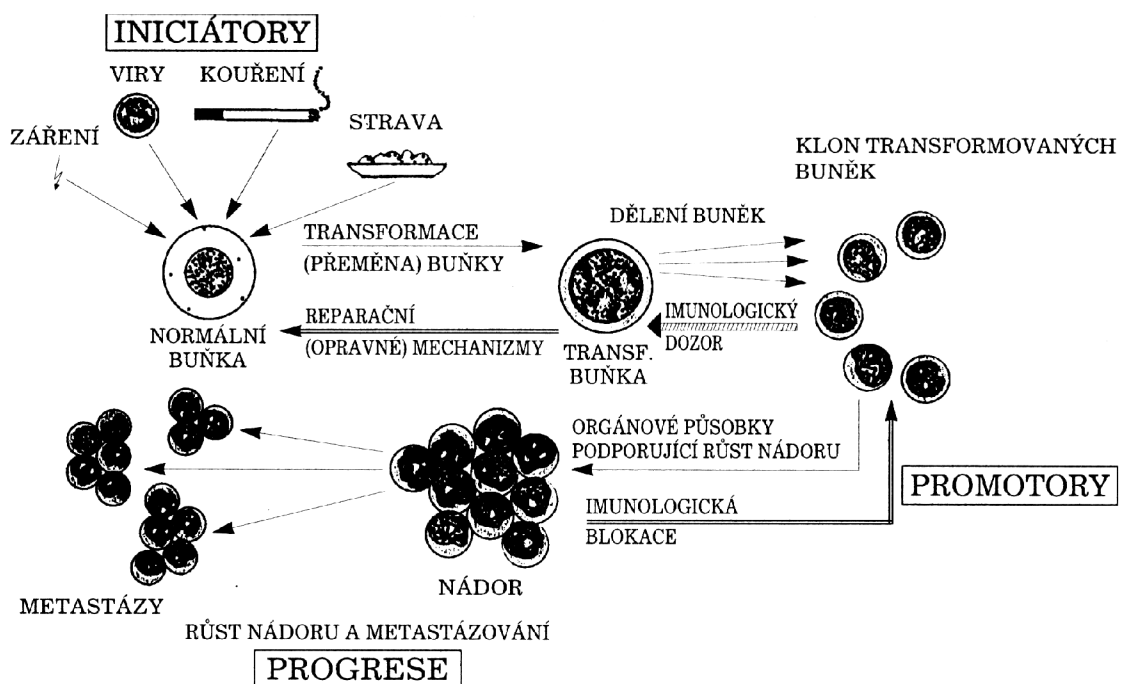 INICIÁTORY
VIRY
KOUŘENÍ
ZÁŘENÍ
STRAVA
KLON TRANSFORMOVANÝCH
BUNĚK
TRANSFORMACE
(PŘEMĚNA) BUŇKY
DĚLENÍ BUNĚK
NORMÁLNÍ
BUŇKA
REPARAČNÍ
(OPRAVNÉ) MECHANIZMY
TRANSF.
BUŇKA
IMUNOLOGICKÝ
DOZOR
ORGÁNOVÉ PŮSOBKY
PODPORUJÍCÍ RŮST NÁDORU
PROMOTORY
IMUNOLOGICKÁ
BLOKACE
NÁDOR
METASTÁZY
RŮST NÁDORU A METASTÁZOVÁNÍ
PROGRESE